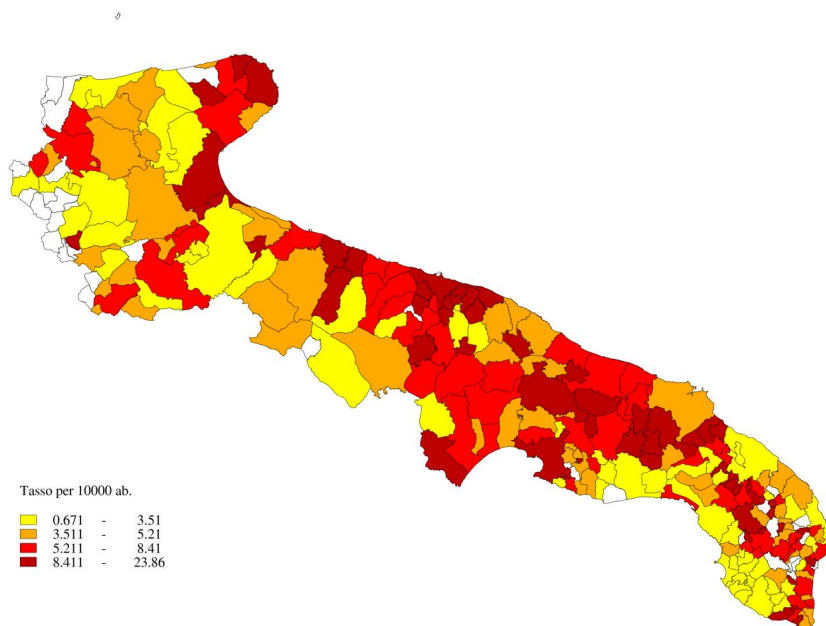 Tasso per 10000 ab.
0.671 - 3.51
3.511 - 5.21
5.211 - 8.41
8.411 - 23.86